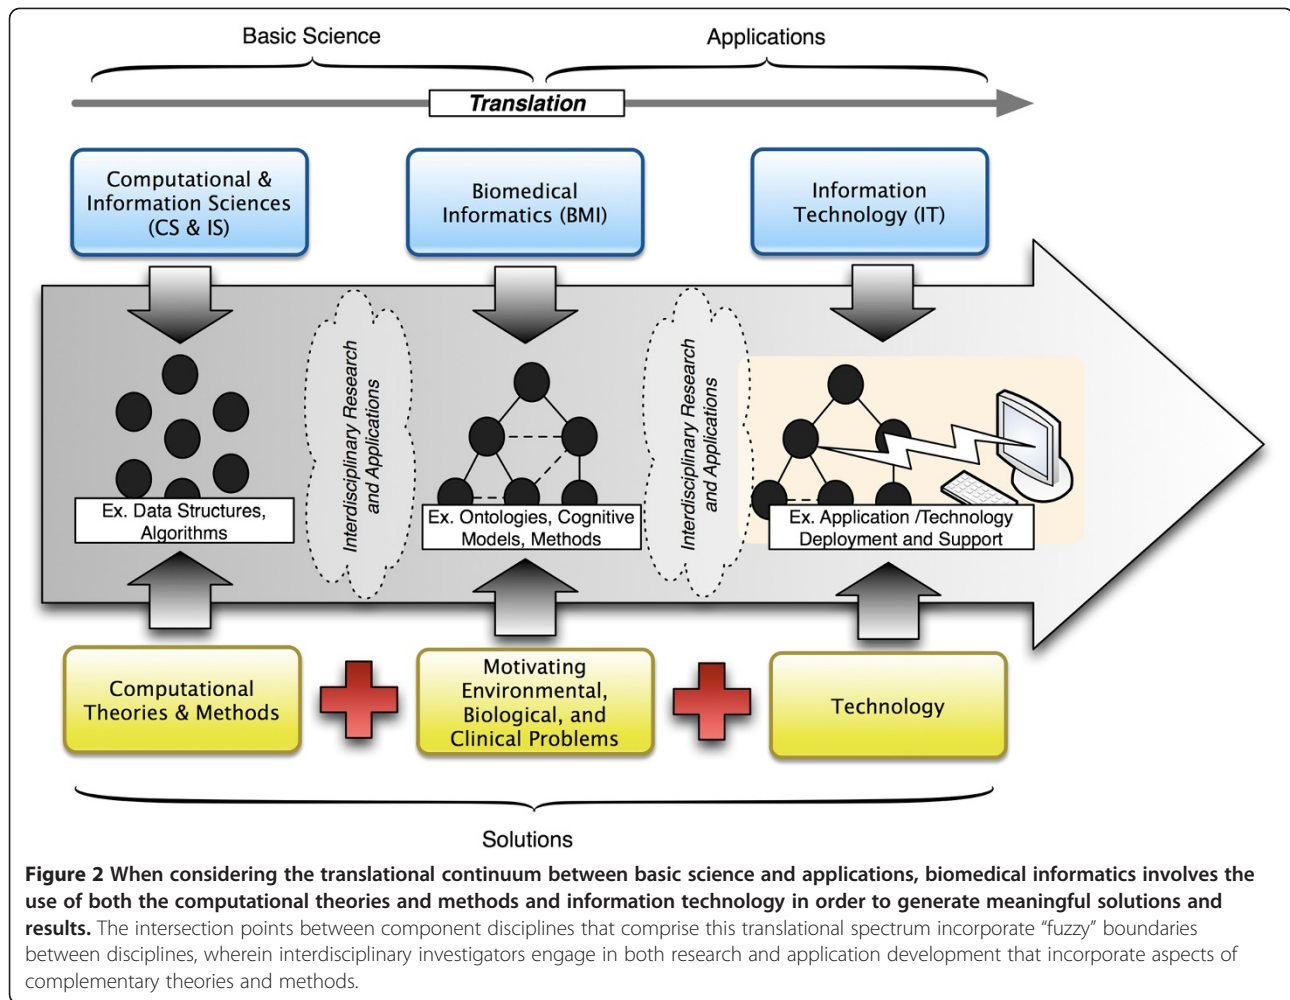 Basic Science
Applications
Translation
Computational &
Information Sciences
(CS & IS)
Biomedical
Informatics (BMI)
Information
Technology (IT)
Interdisciplinary Research
and Applications
Interdisciplinary Research
and Applications
Ex. Data Structures,
Algorithms
Ex. Ontologies, Cognitive
Models, Methods
Ex. Application /Technology
Deployment and Support
Computational
Theories & Methods
Motivating
Environmental,
Biological, and
Clinical Problems
Technology
Solutions
Figure 2 When considering the translational continuum between basic science and applications, biomedical informatics involves the
use of both the computational theories and methods and information technology in order to generate meaningful solutions and
results. The intersection points between component disciplines that comprise this translational spectrum incorporate “fuzzy” boundaries
between disciplines, wherein interdisciplinary investigators engage in both research and application development that incorporate aspects of
complementary theories and methods.